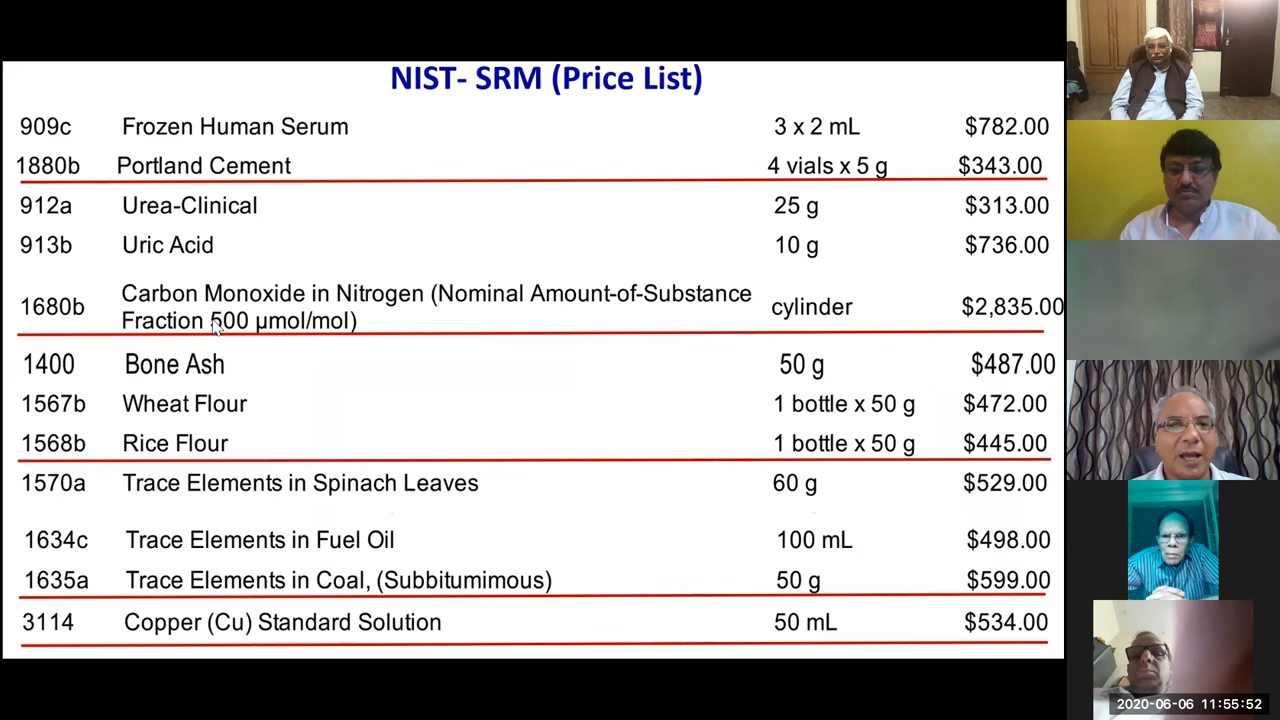 NIST- SRM (Price List)
909c Frozen Human Serum 3 x 2 mL $782.00
1880b Portland Cement 4 vials x 5 g $343.00
912a Urea-Clinical 25 g $313.00
913b Uric Acid 10 g $736.00
1680b Carbon Monoxide in Nitrogen (Nominal Amount-of-Substance
Fraction 500 µmol/mol) cylinder $2,835.00
1400 Bone Ash 50 g $487.00
1567b Wheat Flour 1 bottle x 50 g $472.00
1568b Rice Flour 1 bottle x 50 g $445.00
1570a Trace Elements in Spinach Leaves 60 g $529.00
1634c Trace Elements in Fuel Oil 100 mL $498.00
1635a Trace Elements in Coal, (Subbitumimous) 50 g $599.00
3114 Copper (Cu) Standard Solution 50 mL $534.00
2020-06-06 11:55:52